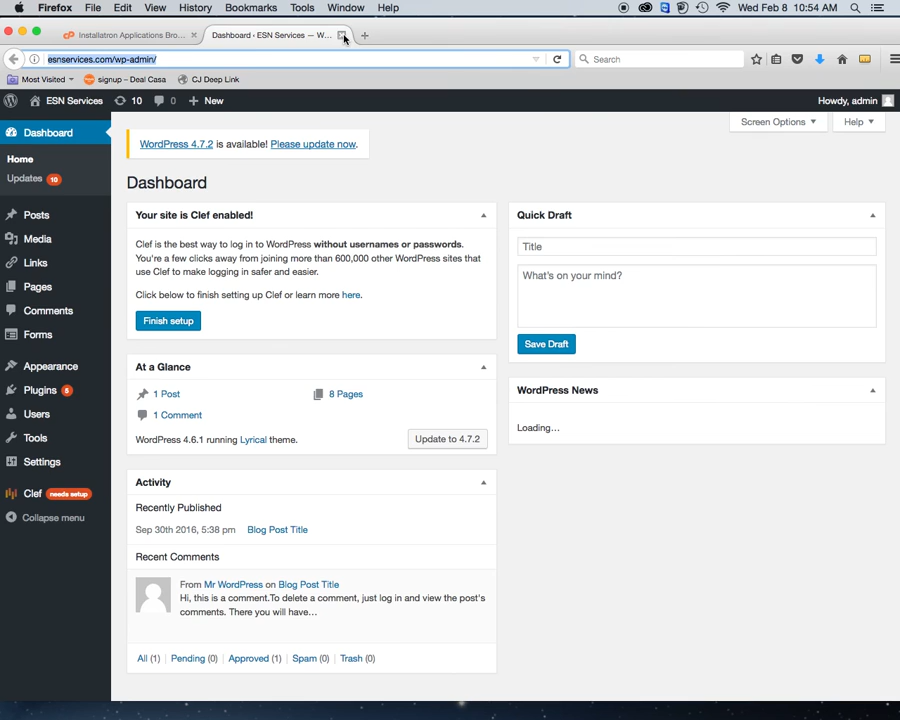 Firefox File Edit View History Bookmarks Tools Window Help Wed Feb 8 10:54 AM
Installatron Applications Bro... Dashboard ‹ ESN Services — W...
esnservices.com/wp-admin/ Search
Most Visited signup – Deal Casa CJ Deep Link
ESN Services 10 0 New Howdy, admin
Screen Options Help
Dashboard
Home
Updates 10
Posts
Media
Links
Pages
Comments
Forms
Appearance
Plugins 5
Users
Tools
Settings
Clef needs setup
Collapse menu
WordPress 4.7.2 is available! Please update now.
Dashboard
Your site is Clef enabled!
Clef is the best way to log in to WordPress without usernames or passwords.
You're a few clicks away from joining more than 600,000 other WordPress sites that
use Clef to make logging in safer and easier.
Click below to finish setting up Clef or learn more here.
Finish setup
At a Glance
1 Post 8 Pages
1 Comment
WordPress 4.6.1 running Lyrical theme. Update to 4.7.2
Activity
Recently Published
Sep 30th 2016, 5:38 pm Blog Post Title
Recent Comments
From Mr WordPress on Blog Post Title
Hi, this is a comment.To delete a comment, just log in and view the post's
comments. There you will have…
All (1) Pending (0) Approved (1) Spam (0) Trash (0)
Quick Draft
Title
What's on your mind?
Save Draft
WordPress News
Loading…